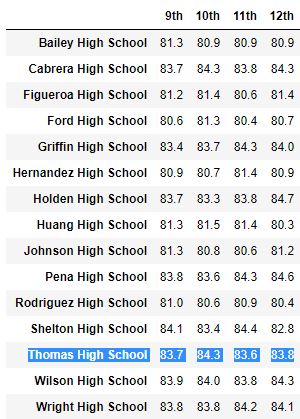 9th 10th 11th 12th
Bailey High School 81.3 80.9 80.9 80.9
Cabrera High School 83.7 84.3 83.8 84.3
Figueroa High School 81.2 81.4 80.6 81.4
Ford High School 80.6 81.3 80.4 80.7
Griffin High School 83.4 83.7 84.3 84.0
Hernandez High School 80.9 80.7 81.4 80.9
Holden High School 83.7 83.3 83.8 84.7
Huang High School 81.3 81.5 81.4 80.3
Johnson High School 81.3 80.8 80.6 81.2
Pena High School 83.8 83.6 84.3 84.6
Rodriguez High School 81.0 80.6 80.9 80.4
Shelton High School 84.1 83.4 84.4 82.8
Thomas High School 83.7 84.3 83.6 83.8
Wilson High School 83.9 84.0 83.8 84.3
Wright High School 83.8 83.8 84.2 84.1